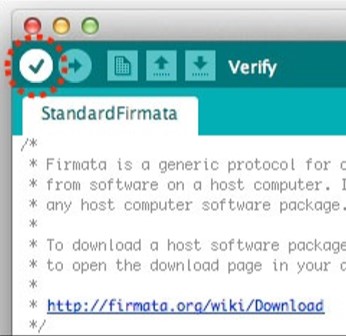 Verify
StandardFirmata
/*
* Firmata is a generic protocol for
from software on a host computer.
* any host computer software package.
*
* To download a host software package
* to open the download page in your
*
* http://firmata.org/wiki/Download
*/